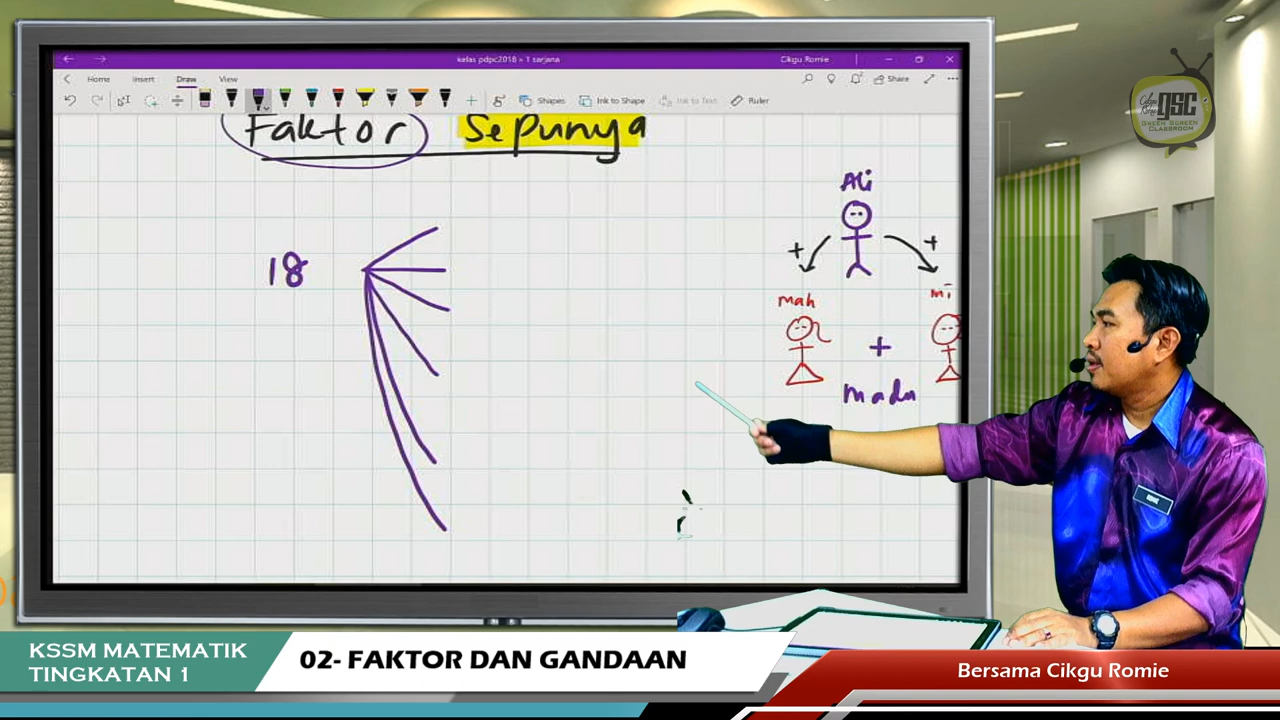 kelas pdpc2018 » 1 sarjana
Cikgu Romie
Home Insert Draw View
Share
Shapes Ink to Shape Ink to Text Ruler
Faktor Sepunya
18
Ali
+ +
mah mi
+
madu
gsc
GREEN SCREEN
CLASSROOM
KSSM MATEMATIK
TINGKATAN 1
02- FAKTOR DAN GANDAAN
Bersama Cikgu Romie